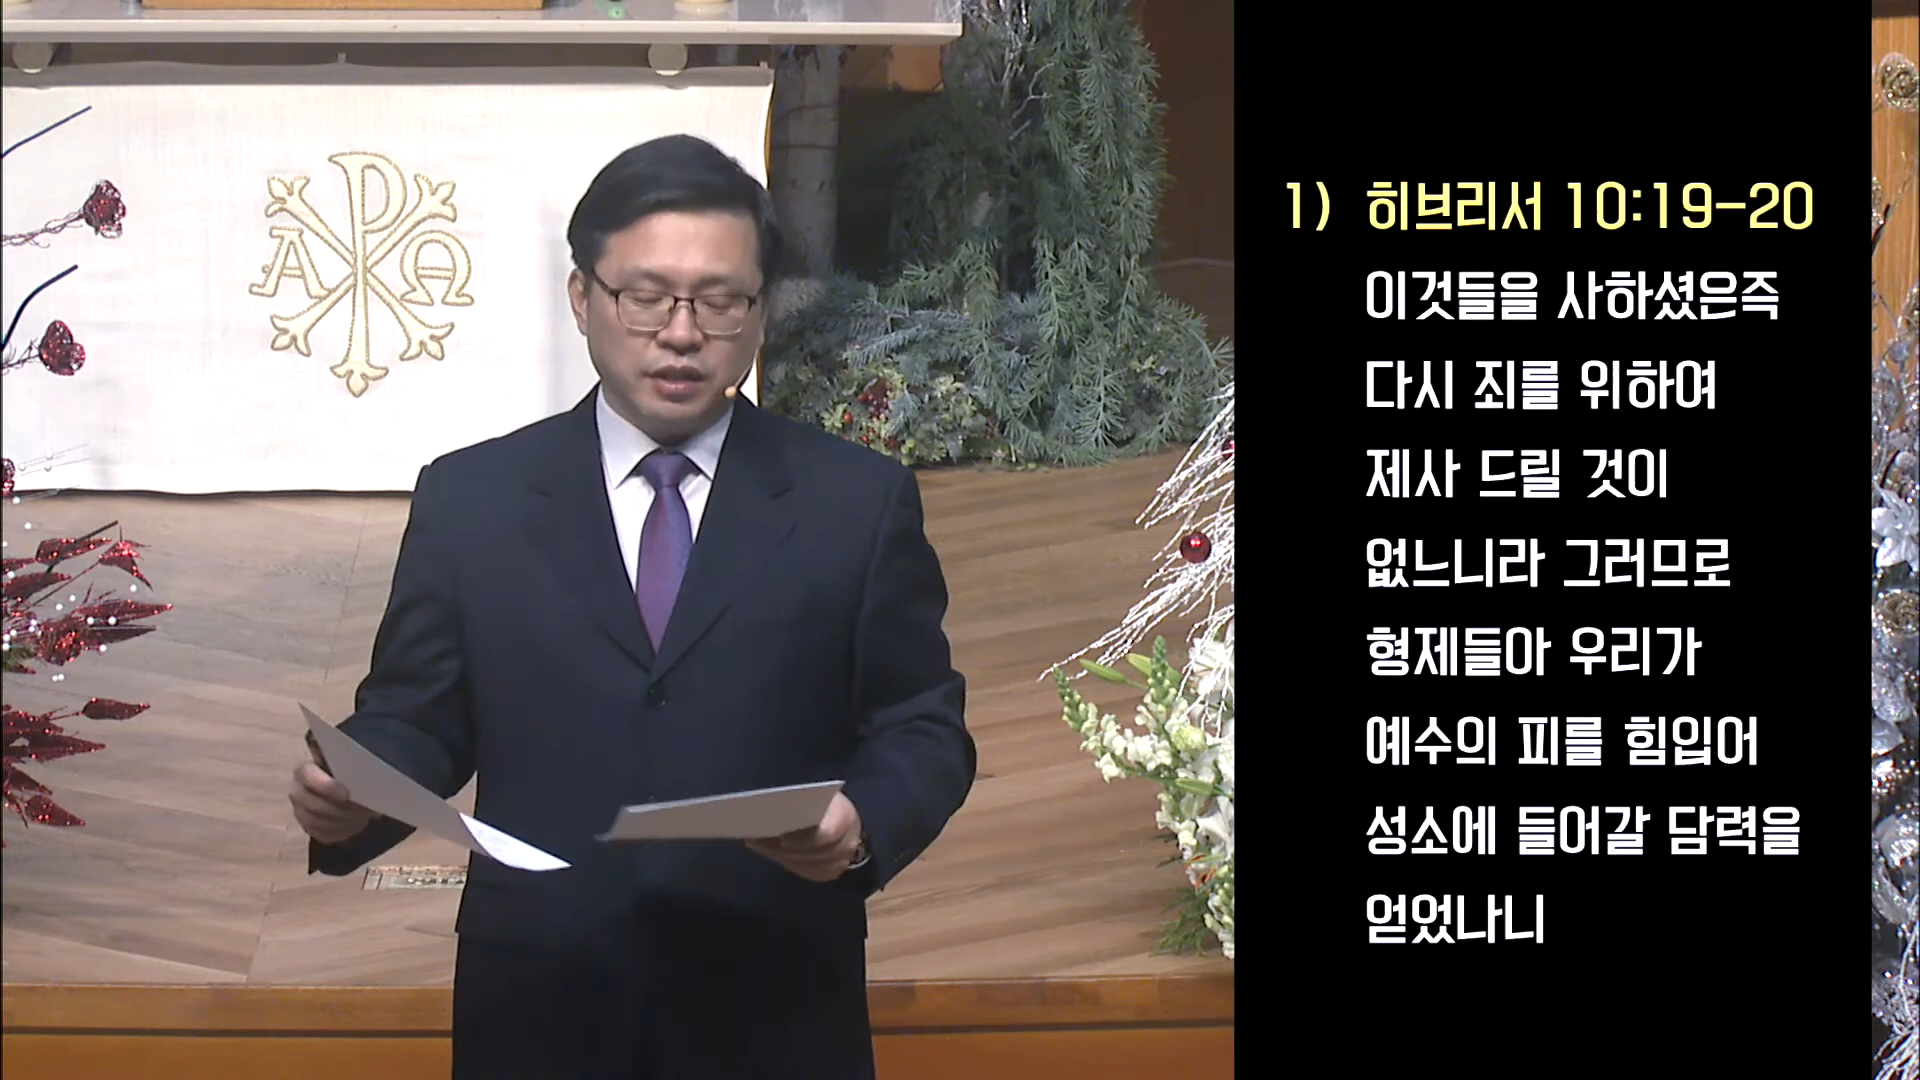 ΑΡΩ
1) 히브리서 10:19-20
이것들을 사하셨은즉
다시 죄를 위하여
제사 드릴 것이
없느니라 그러므로
형제들아 우리가
예수의 피를 힘입어
성소에 들어갈 담력을
얻었나니